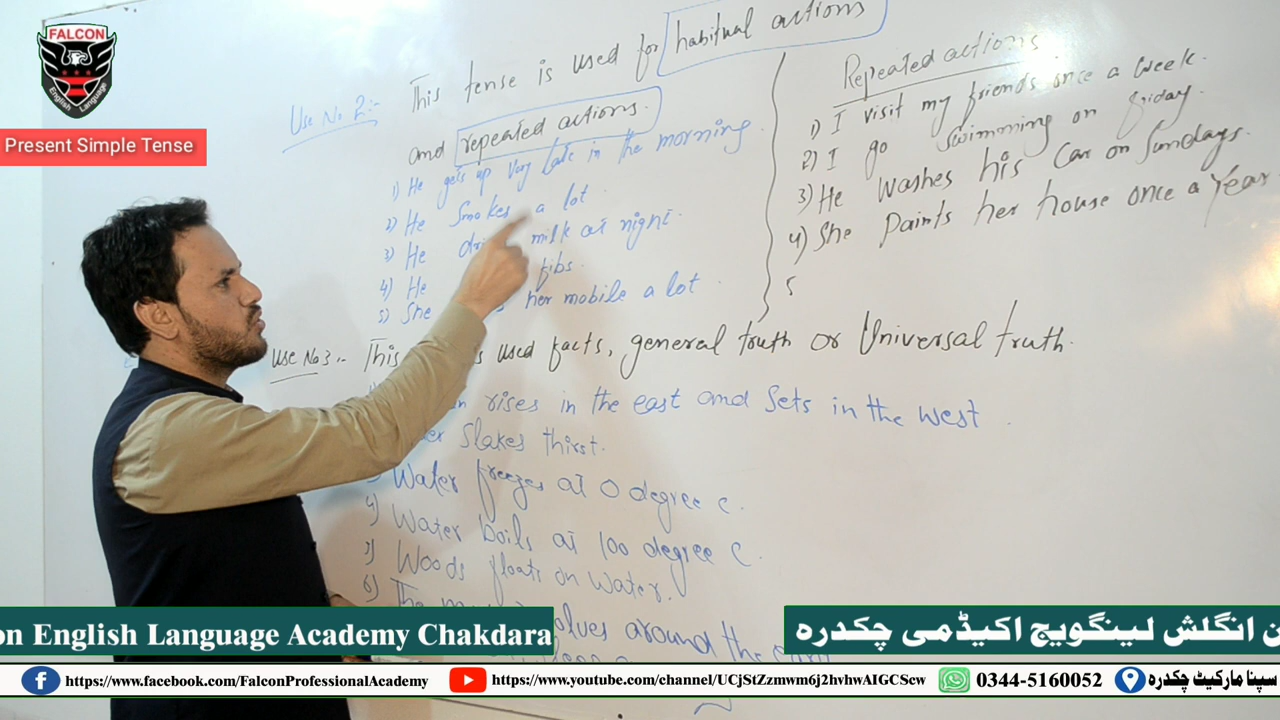 FALCON
English Language
Present Simple Tense
Use No 2:-
This tense is used for habitual actions
and repeated actions.
1) He gets up very late in the morning
2) He smokes a lot
3) He milk at night.
4) He fibs.
5) She her mobile a lot
Repeated actions
1) I visit my friends once a week.
2) I go swimming on friday.
3) He washes his car on Sundays.
4) She Paints her house once a Year
5
Use No 3:- This used facts, general truth or Universal truth.
rises in the east and sets in the west
slakes thirst.
Water freezes at 0 degree c.
4) Water boils at 100 degree c.
Woods floats on water.
6) The around the
on English Language Academy Chakdara
ن انگلش لینگویج اکیڈمی چکدرہ
https://www.facebook.com/FalconProfessionalAcademy
https://www.youtube.com/channel/UCjStZzmwm6j2hvhwAIGCScw
0344-5160052
سپنا مارکیٹ چکدرہ